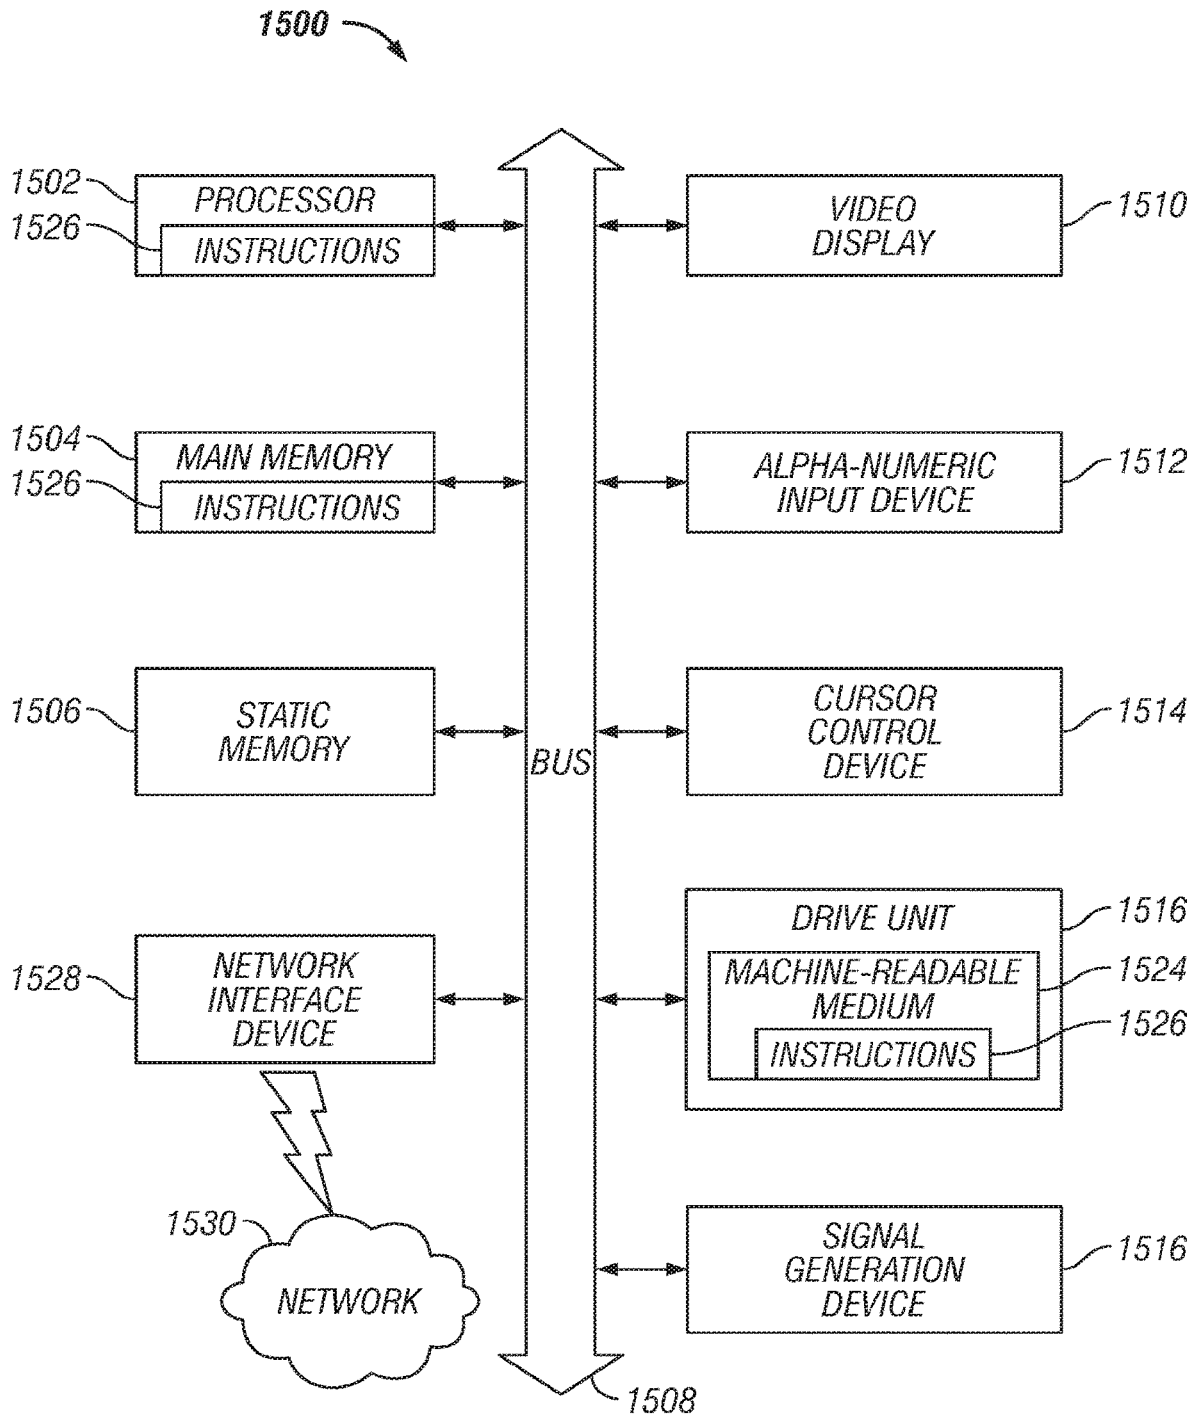 1500
1502
PROCESSOR
1526
INSTRUCTIONS
1504
MAIN MEMORY
1526
INSTRUCTIONS
1506
STATIC
MEMORY
1528
NETWORK
INTERFACE
DEVICE
1530
NETWORK
BUS
1508
VIDEO
DISPLAY
1510
ALPHA-NUMERIC
INPUT DEVICE
1512
CURSOR
CONTROL
DEVICE
1514
DRIVE UNIT
1516
MACHINE-READABLE
MEDIUM
1524
INSTRUCTIONS
1526
SIGNAL
GENERATION
DEVICE
1516